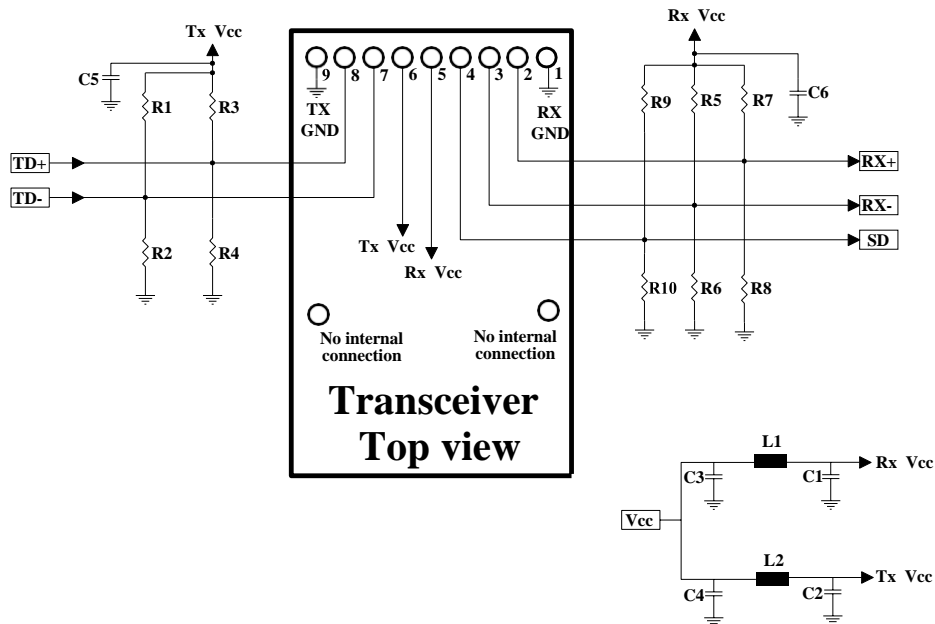 Tx Vcc
Rx Vcc
9 8 7 6 5 4 3 2 1
C5
R1 R3
TX
GND
RX
GND
R9 R5 R7
C6
TD+
RX+
TD-
RX-
SD
R2 R4
Tx Vcc
Rx Vcc
R10 R6 R8
No internal
connection
No internal
connection
Transceiver
Top view
L1
C3 C1
Rx Vcc
Vcc
L2
C4 C2
Tx Vcc